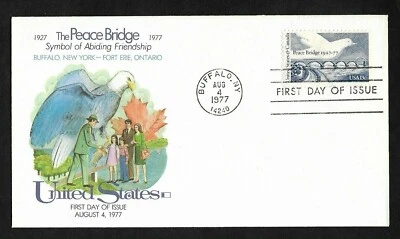 1927 The Peace Bridge 1977
Symbol of Abiding Friendship
BUFFALO, NEW YORK — FORT ERIE, ONTARIO
United States
FIRST DAY OF ISSUE
AUGUST 4, 1977
BUFFALO, NY
AUG
4
1977
14240
Peace Bridge 1927-77
USA 13c
FIRST DAY OF ISSUE